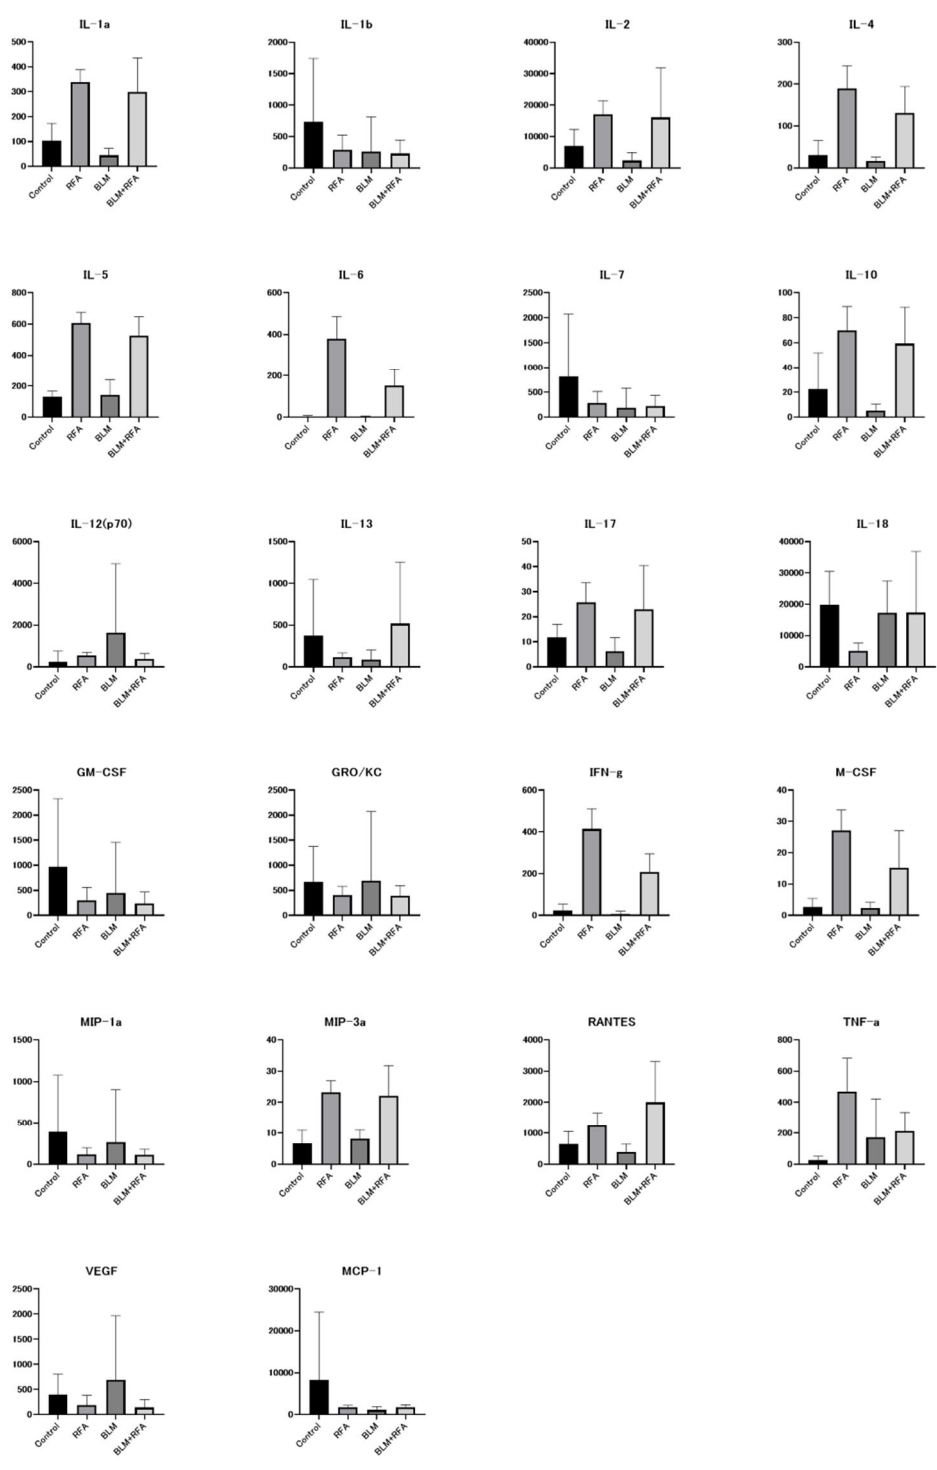 IL-1a
500
400
300
200
100
0
Control
RFA
BLM
BLM+RFA
IL-1b
2000
1500
1000
500
0
Control
RFA
BLM
BLM+RFA
IL-2
40000
30000
20000
10000
0
Control
RFA
BLM
BLM+RFA
IL-4
300
200
100
0
Control
RFA
BLM
BLM+RFA
IL-5
800
600
400
200
0
Control
RFA
BLM
BLM+RFA
IL-6
600
400
200
0
Control
RFA
BLM
BLM+RFA
IL-7
2500
2000
1500
1000
500
0
Control
RFA
BLM
BLM+RFA
IL-10
100
80
60
40
20
0
Control
RFA
BLM
BLM+RFA
IL-12(p70)
6000
4000
2000
0
Control
RFA
BLM
BLM+RFA
IL-13
1500
1000
500
0
Control
RFA
BLM
BLM+RFA
IL-17
50
40
30
20
10
0
Control
RFA
BLM
BLM+RFA
IL-18
40000
30000
20000
10000
0
Control
RFA
BLM
BLM+RFA
GM-CSF
2500
2000
1500
1000
500
0
Control
RFA
BLM
BLM+RFA
GRO/KC
2500
2000
1500
1000
500
0
Control
RFA
BLM
BLM+RFA
IFN-g
600
400
200
0
Control
RFA
BLM
BLM+RFA
M-CSF
40
30
20
10
0
Control
RFA
BLM
BLM+RFA
MIP-1a
1500
1000
500
0
Control
RFA
BLM
BLM+RFA
MIP-3a
40
30
20
10
0
Control
RFA
BLM
BLM+RFA
RANTES
4000
3000
2000
1000
0
Control
RFA
BLM
BLM+RFA
TNF-a
800
600
400
200
0
Control
RFA
BLM
BLM+RFA
VEGF
2500
2000
1500
1000
500
0
Control
RFA
BLM
BLM+RFA
MCP-1
30000
20000
10000
0
Control
RFA
BLM
BLM+RFA